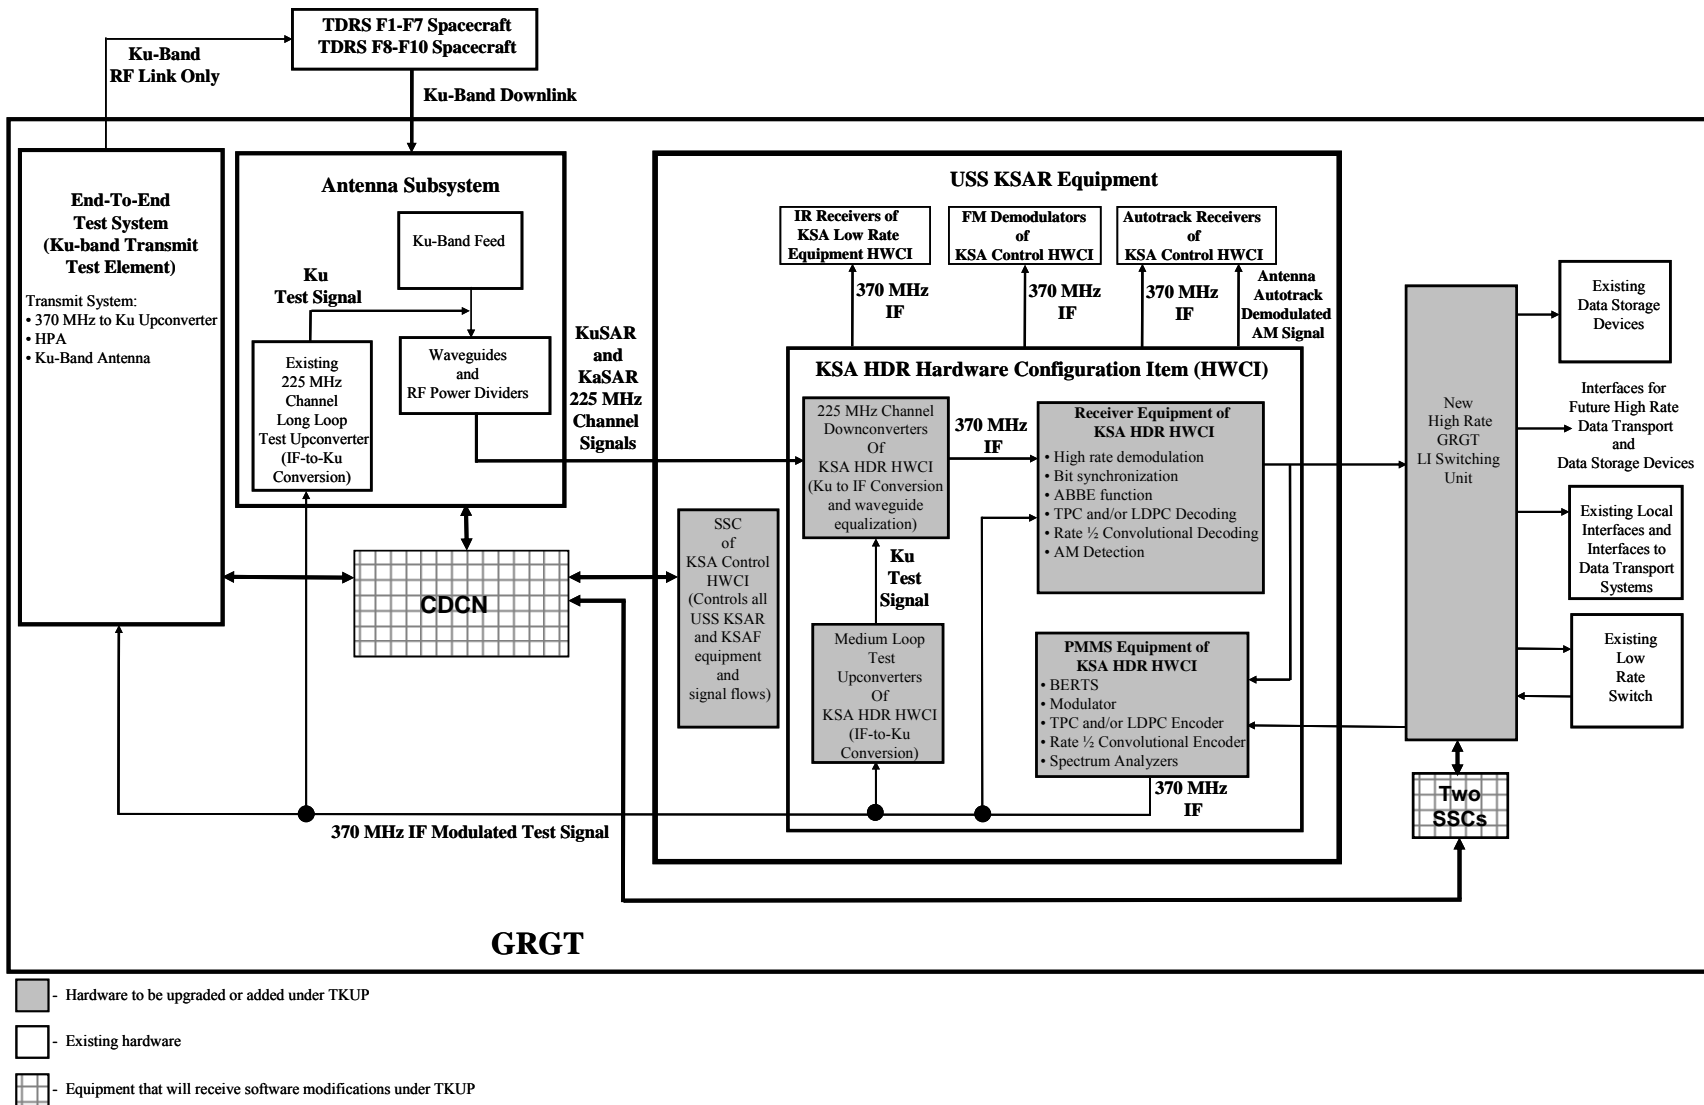 TDRS F1-F7 Spacecraft
TDRS F8-F10 Spacecraft
Ku-Band
RF Link Only
Ku-Band Downlink
End-To-End
Test System
(Ku-band Transmit
Test Element)
Transmit System:
• 370 MHz to Ku Upconverter
• HPA
• Ku-Band Antenna
Antenna Subsystem
Ku-Band Feed
Ku
Test Signal
Existing
225 MHz
Channel
Long Loop
Test Upconverter
(IF-to-Ku
Conversion)
Waveguides
and
RF Power Dividers
KuSAR
and
KaSAR
225 MHz
Channel
Signals
CDCN
SSC
of
KSA Control
HWCI
(Controls all
USS KSAR
and KSAF
equipment
and
signal flows)
USS KSAR Equipment
IR Receivers of
KSA Low Rate
Equipment HWCI
FM Demodulators
of
KSA Control HWCI
Autotrack Receivers
of
KSA Control HWCI
370 MHz
IF
370 MHz
IF
370 MHz
IF
Antenna
Autotrack
Demodulated
AM Signal
KSA HDR Hardware Configuration Item (HWCI)
225 MHz Channel
Downconverters
Of
KSA HDR HWCI
(Ku to IF Conversion
and waveguide
equalization)
370 MHz
IF
Receiver Equipment of
KSA HDR HWCI
• High rate demodulation
• Bit synchronization
• ABBE function
• TPC and/or LDPC Decoding
• Rate ½ Convolutional Decoding
• AM Detection
Ku
Test
Signal
Medium Loop
Test
Upconverters
Of
KSA HDR HWCI
(IF-to-Ku
Conversion)
PMMS Equipment of
KSA HDR HWCI
• BERTS
• Modulator
• TPC and/or LDPC Encoder
• Rate ½ Convolutional Encoder
• Spectrum Analyzers
370 MHz
IF
370 MHz IF Modulated Test Signal
New
High Rate
GRGT
LI Switching
Unit
Existing
Data Storage
Devices
Interfaces for
Future High Rate
Data Transport
and
Data Storage Devices
Existing Local
Interfaces and
Interfaces to
Data Transport
Systems
Existing
Low
Rate
Switch
Two
SSCs
GRGT
- Hardware to be upgraded or added under TKUP
- Existing hardware
- Equipment that will receive software modifications under TKUP